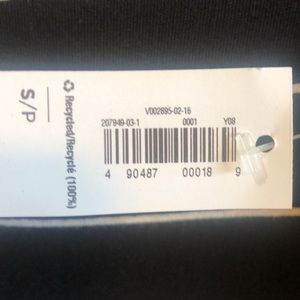 V002895-02-16
207949-03-1 0001 Y08
4 90487 00018 9
Recycled/Recyclé (100%)
S/P